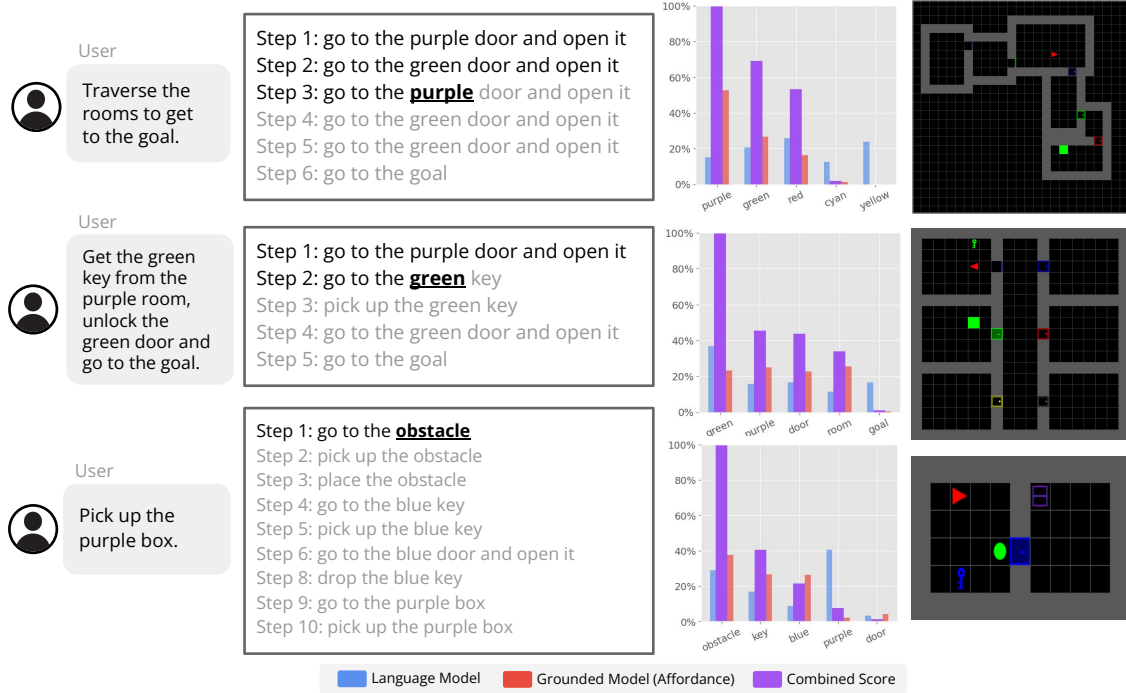 User
Traverse the
rooms to get
to the goal.
Step 1: go to the purple door and open it
Step 2: go to the green door and open it
Step 3: go to the purple door and open it
Step 4: go to the green door and open it
Step 5: go to the green door and open it
Step 6: go to the goal
100%
80%
60%
40%
20%
0%
purple
green
red
cyan
yellow
User
Get the green
key from the
purple room,
unlock the
green door and
go to the goal.
Step 1: go to the purple door and open it
Step 2: go to the green key
Step 3: pick up the green key
Step 4: go to the green door and open it
Step 5: go to the goal
100%
80%
60%
40%
20%
0%
green
purple
door
room
goal
User
Pick up the
purple box.
Step 1: go to the obstacle
Step 2: pick up the obstacle
Step 3: place the obstacle
Step 4: go to the blue key
Step 5: pick up the blue key
Step 6: go to the blue door and open it
Step 8: drop the blue key
Step 9: go to the purple box
Step 10: pick up the purple box
100%
80%
60%
40%
20%
0%
obstacle
key
blue
purple
door
Language Model
Grounded Model (Affordance)
Combined Score